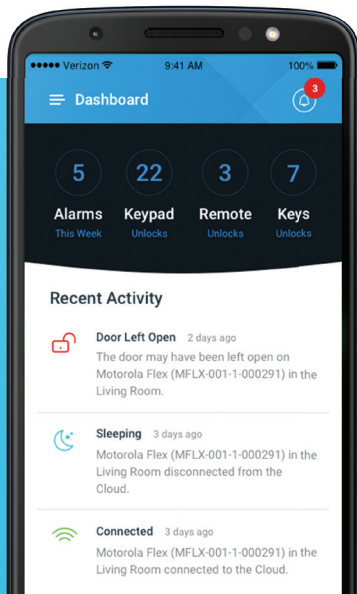 Verizon 9:41 AM 100%
Dashboard 3
5 22 3 7
Alarms Keypad Remote Keys
This Week Unlocks Unlocks Unlocks
Recent Activity
Door Left Open 2 days ago
The door may have been left open on
Motorola Flex (MFLX-001-1-000291) in the
Living Room.
Sleeping 3 days ago
Motorola Flex (MFLX-001-1-000291) in the
Living Room disconnected from the
Cloud.
Connected 3 days ago
Motorola Flex (MFLX-001-1-000291) in the
Living Room connected to the Cloud.